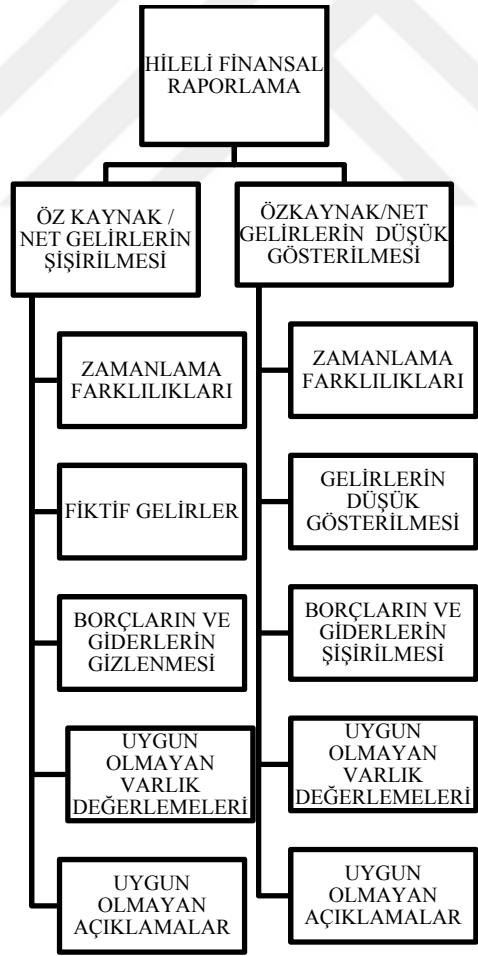 HİLELİ FİNANSAL
RAPORLAMA
ÖZ KAYNAK /
NET GELİRLERİN
ŞİŞİRİLMESİ
ZAMANLAMA
FARKLILIKLARI
FİKTİF GELİRLER
BORÇLARIN VE
GİDERLERİN
GİZLENMESİ
UYGUN
OLMAYAN
VARLIK
DEĞERLEMELERİ
UYGUN
OLMAYAN
AÇIKLAMALAR
ÖZKAYNAK/NET
GELİRLERİN DÜŞÜK
GÖSTERİLMESİ
ZAMANLAMA
FARKLILIKLARI
GELİRLERİN
DÜŞÜK
GÖSTERİLMESİ
BORÇLARIN VE
GİDERLERİN
ŞİŞİRİLMESİ
UYGUN
OLMAYAN
VARLIK
DEĞERLEMELERİ
UYGUN
OLMAYAN
AÇIKLAMALAR